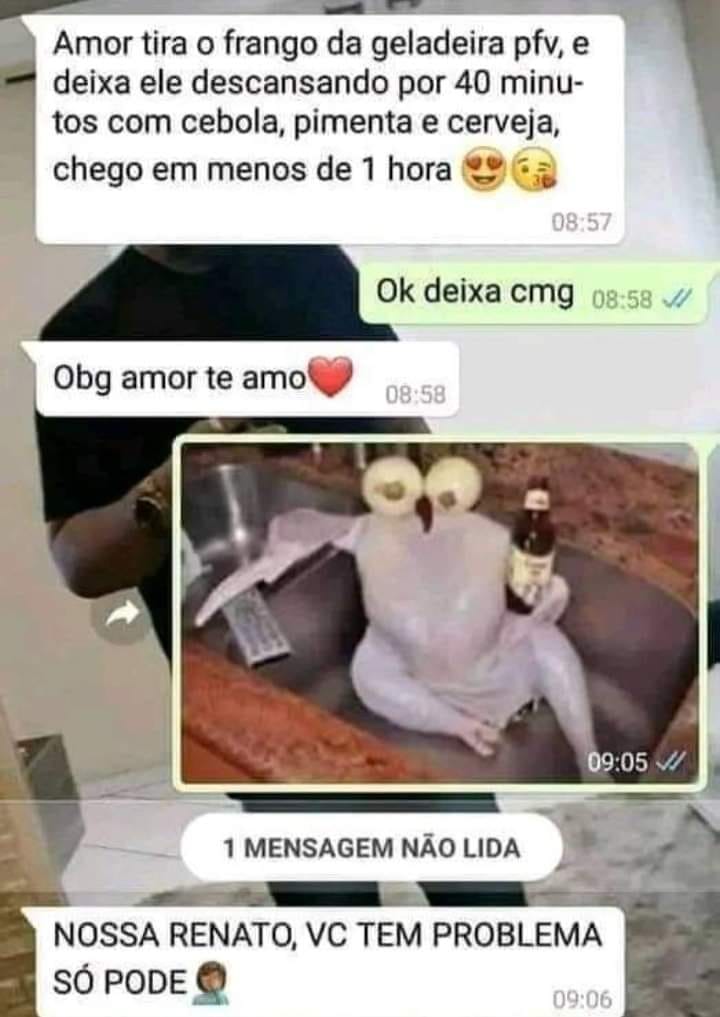 Amor tira o frango da geladeira pfv, e
deixa ele descansando por 40 minu-
tos com cebola, pimenta e cerveja,
chego em menos de 1 hora 😍😘
08:57
Ok deixa cmg 08:58
Obg amor te amo❤️ 08:58
09:05
1 MENSAGEM NÃO LIDA
NOSSA RENATO, VC TEM PROBLEMA
SÓ PODE 🤦🏾‍♀️
09:06